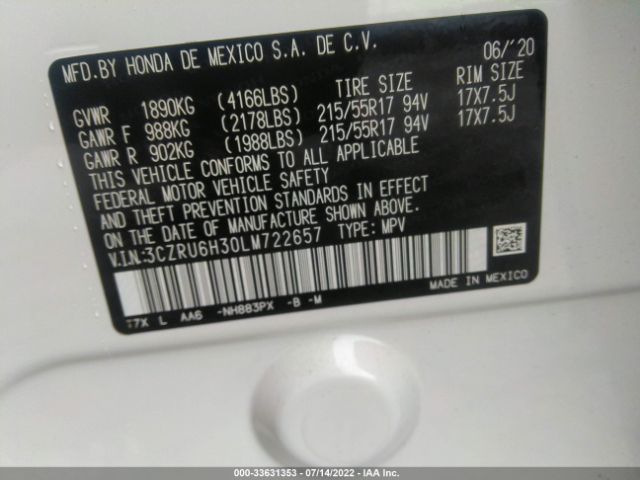 MFD.BY HONDA DE MEXICO S.A. DE C.V. 06/'20
TIRE SIZE RIM SIZE
GVWR 1890KG (4166LBS)
GAWR F 988KG (2178LBS) 215/55R17 94V 17X7.5J
GAWR R 902KG (1988LBS) 215/55R17 94V 17X7.5J
THIS VEHICLE CONFORMS TO ALL APPLICABLE
FEDERAL MOTOR VEHICLE SAFETY
AND THEFT PREVENTION STANDARDS IN EFFECT
ON THE DATE OF MANUFACTURE SHOWN ABOVE.
V.I.N:3CZRU6H30LM722657 TYPE: MPV
T7X L AA6 -NH883PX -B -M
MADE IN MEXICO
000-33631353 - 07/14/2022 - IAA Inc.